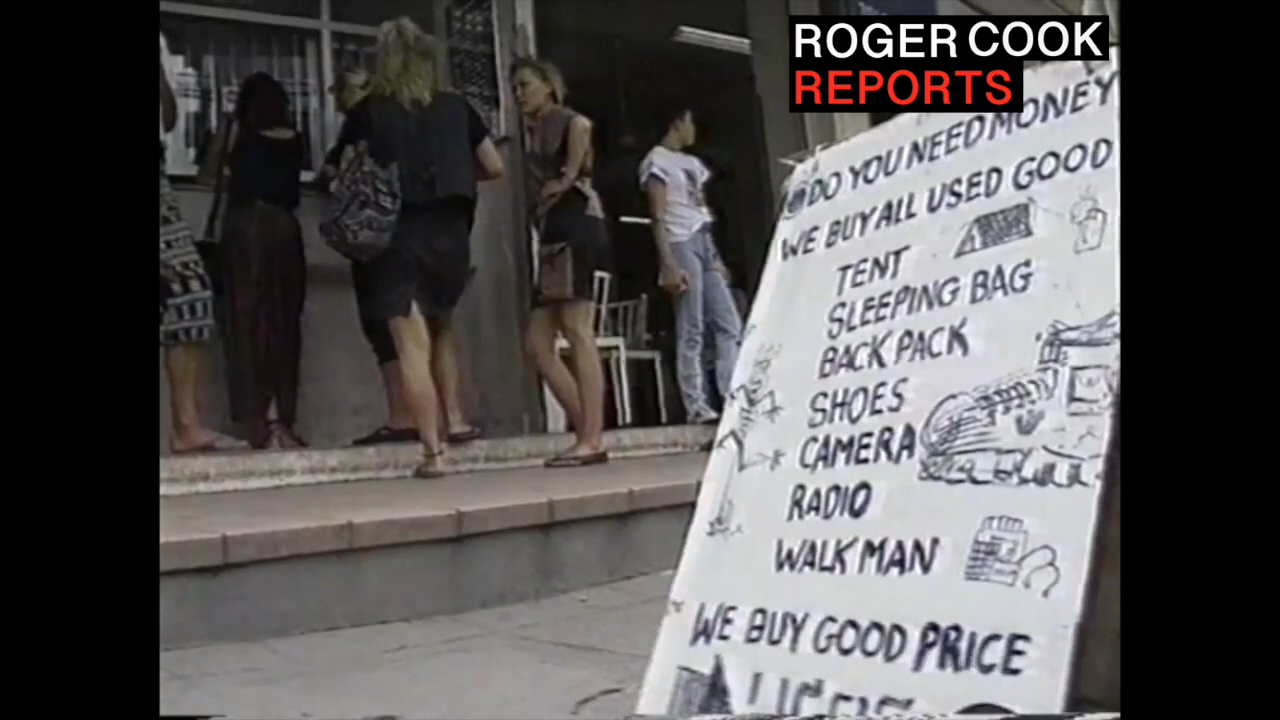 ROGER COOK
REPORTS
DO YOU NEED MONEY
WE BUY ALL USED GOOD
TENT
SLEEPING BAG
BACK PACK
SHOES
CAMERA
RADIO
WALK MAN
WE BUY GOOD PRICE